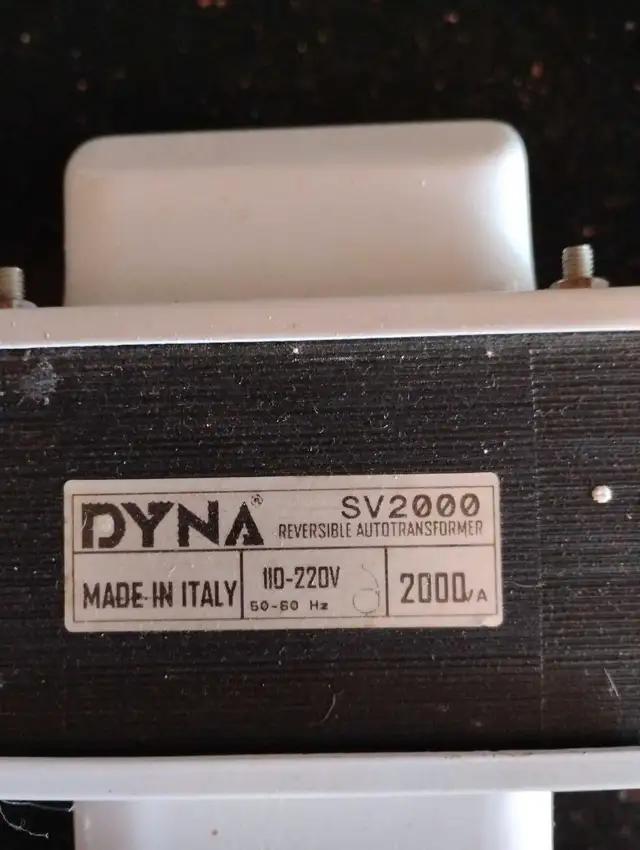 DYNA®
SV2000
REVERSIBLE AUTOTRANSFORMER
MADE IN ITALY
110-220V
50-60 Hz
2000VA